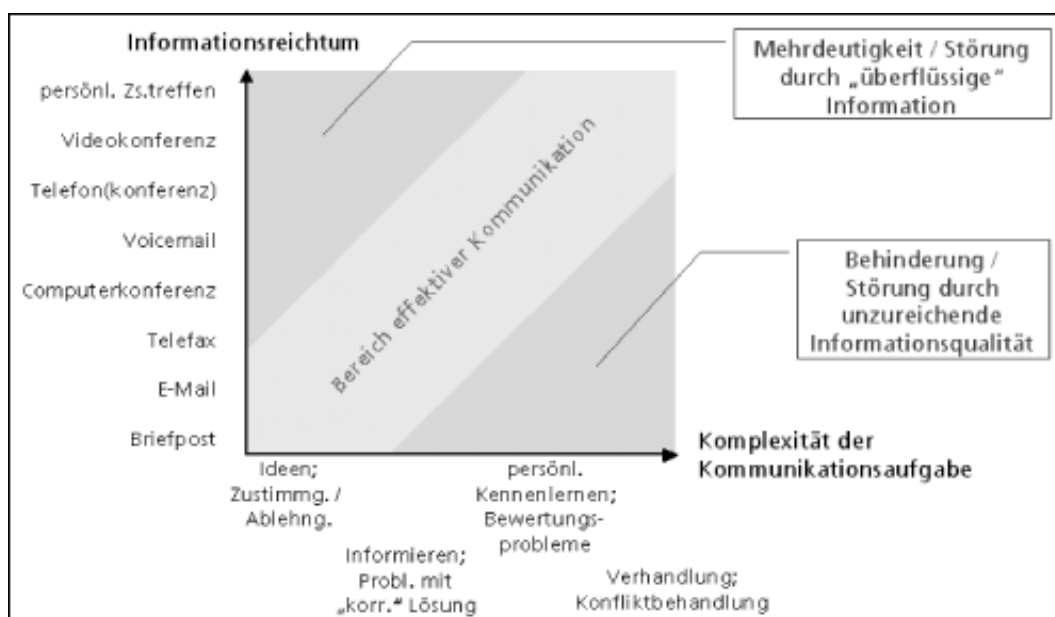 Informationsreichtum
Mehrdeutigkeit / Störung
durch „überflüssige"
Information
persönl. Zs.treffen
Videokonferenz
Telefon(konferenz)
Voicemail
Computerkonferenz
Telefax
E-Mail
Briefpost
Bereich effektiver Kommunikation
Behinderung /
Störung durch
unzureichende
Informationsqualität
Komplexität der
Kommunikationsaufgabe
Ideen;
Zustimmg. /
Ablehng.
Informieren;
Probl. mit
„korr." Lösung
persönl.
Kennenlernen;
Bewertungs-
probleme
Verhandlung;
Konfliktbehandlung